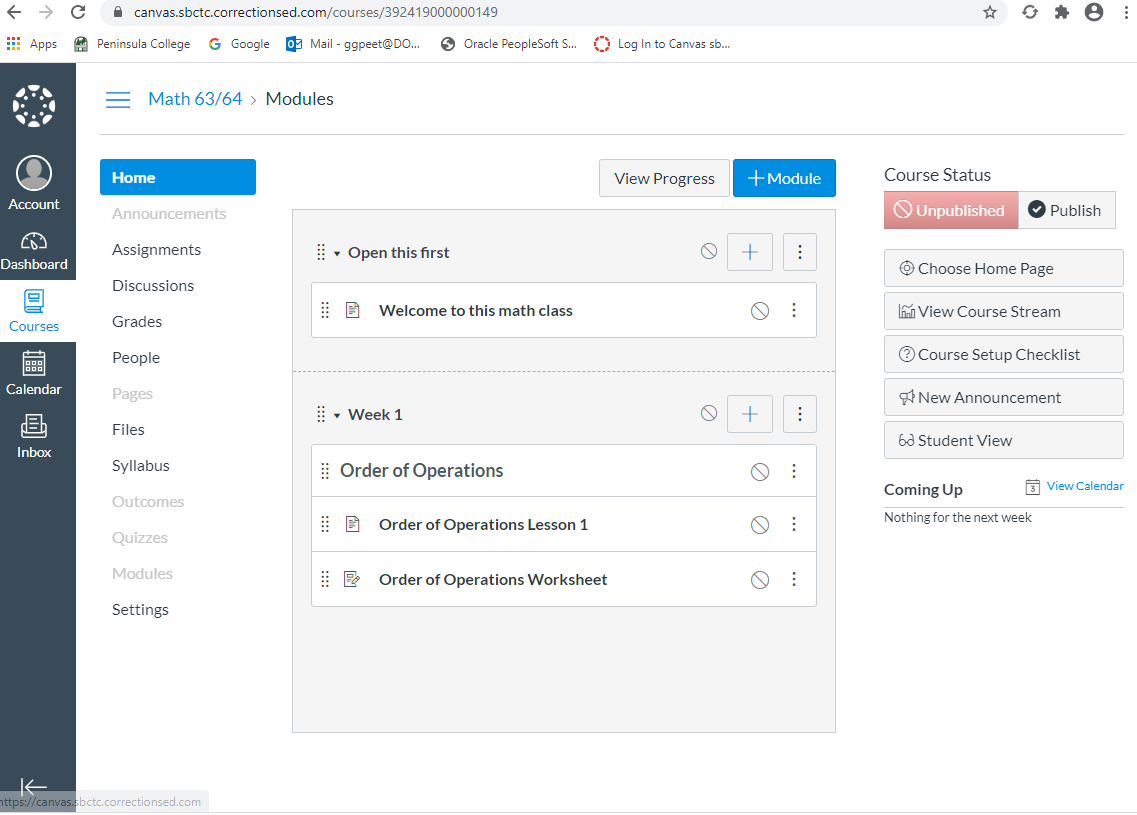 canvas.sbctc.correctionsed.com/courses/392419000000149
Apps Peninsula College Google Mail - ggpeet@DO... Oracle PeopleSoft S... Log In to Canvas sb...
Math 63/64 > Modules
Account
Dashboard
Courses
Calendar
Inbox
Home
Announcements
Assignments
Discussions
Grades
People
Pages
Files
Syllabus
Outcomes
Quizzes
Modules
Settings
View Progress + Module
Open this first
Welcome to this math class
Week 1
Order of Operations
Order of Operations Lesson 1
Order of Operations Worksheet
Course Status
Unpublished Publish
Choose Home Page
View Course Stream
Course Setup Checklist
New Announcement
Student View
Coming Up 3 View Calendar
Nothing for the next week
https://canvas.sbctc.correctionsed.com